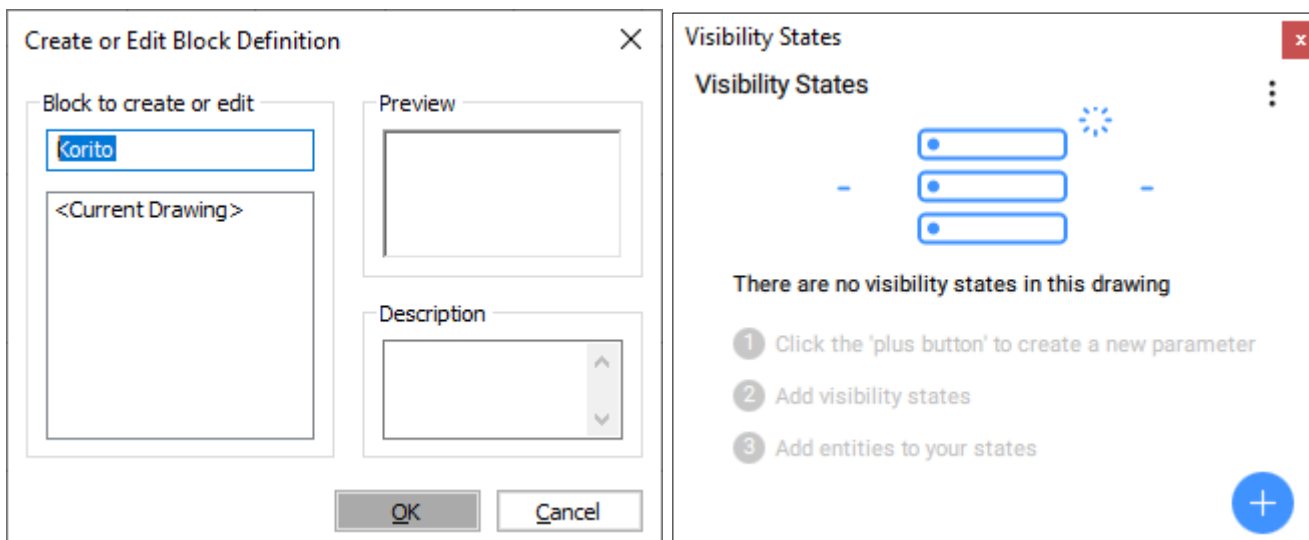 Create or Edit Block Definition
Block to create or edit
Korito
<Current Drawing>
Preview
Description
OK
Cancel
Visibility States
x
Visibility States
There are no visibility states in this drawing
1 Click the 'plus button' to create a new parameter
2 Add visibility states
3 Add entities to your states